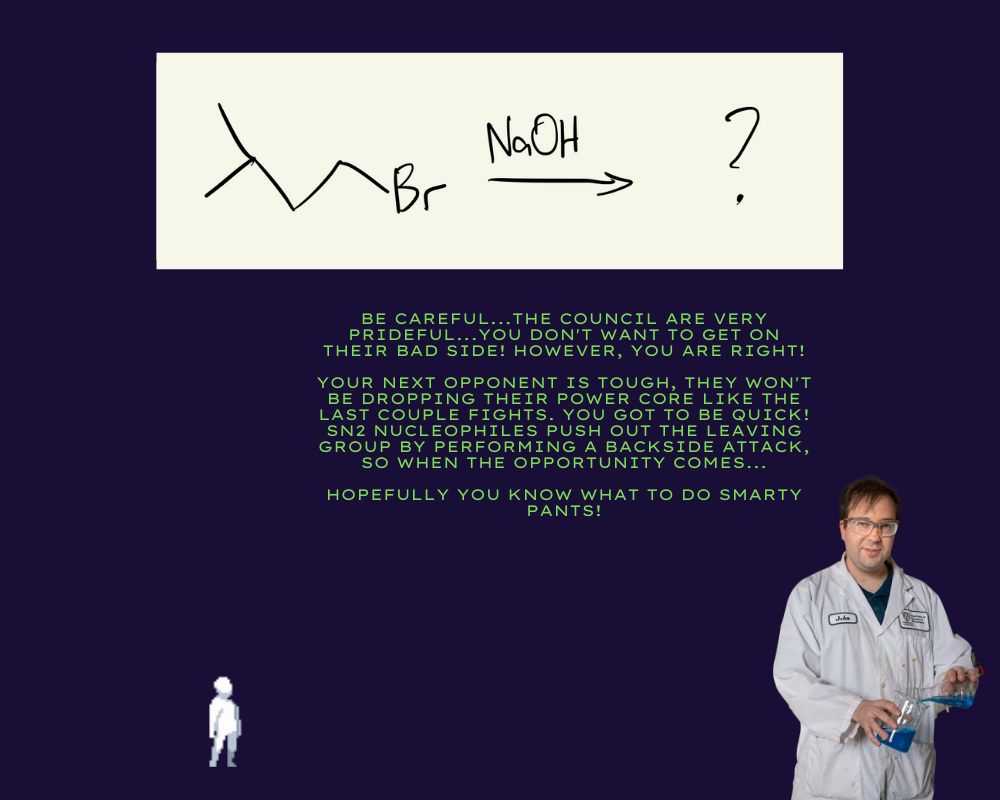 NaOH
?
Br
BE CAREFUL...THE COUNCIL ARE VERY
PRIDEFUL...YOU DON'T WANT TO GET ON
THEIR BAD SIDE! HOWEVER, YOU ARE RIGHT!
YOUR NEXT OPPONENT IS TOUGH, THEY WON'T
BE DROPPING THEIR POWER CORE LIKE THE
LAST COUPLE FIGHTS. YOU GOT TO BE QUICK!
SN2 NUCLEOPHILES PUSH OUT THE LEAVING
GROUP BY PERFORMING A BACKSIDE ATTACK,
SO WHEN THE OPPORTUNITY COMES...
HOPEFULLY YOU KNOW WHAT TO DO SMARTY
PANTS!
John